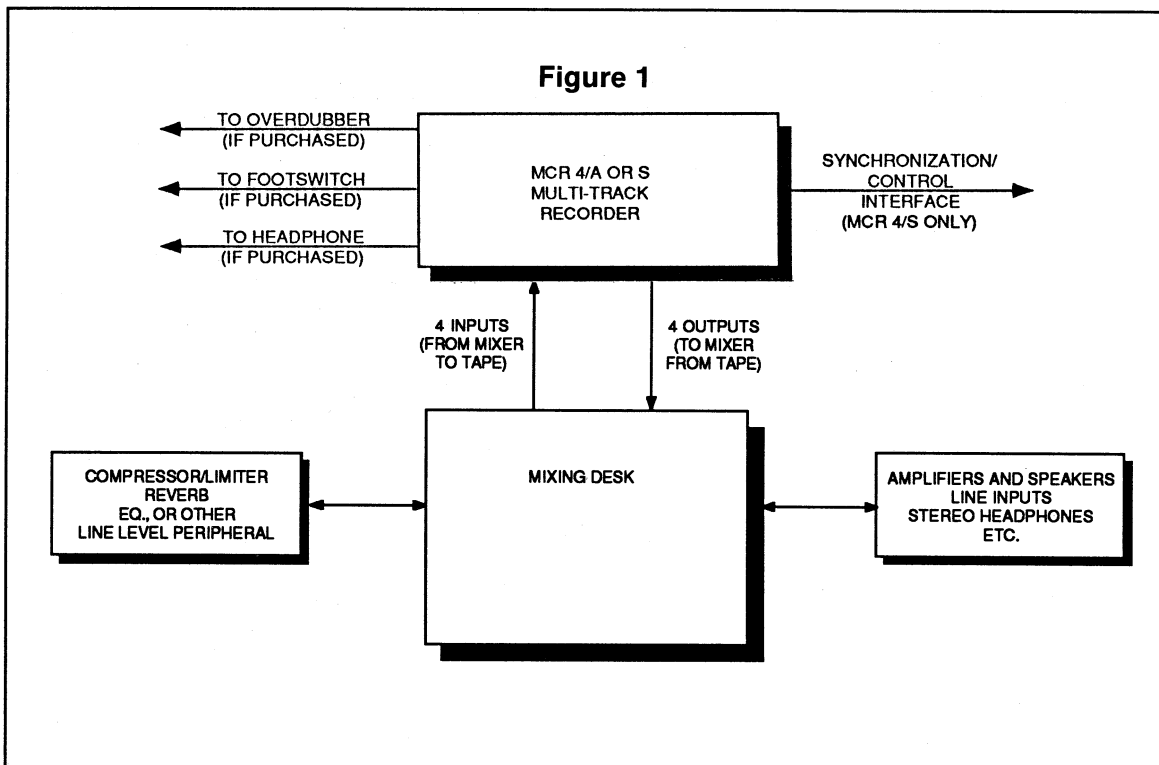 Figure 1
TO OVERDUBBER
(IF PURCHASED)
TO FOOTSWITCH
(IF PURCHASED)
TO HEADPHONE
(IF PURCHASED)
MCR 4/A OR S
MULTI-TRACK
RECORDER
SYNCHRONIZATION/
CONTROL
INTERFACE
(MCR 4/S ONLY)
4 INPUTS
(FROM MIXER
TO TAPE)
4 OUTPUTS
(TO MIXER
FROM TAPE)
COMPRESSOR/LIMITER
REVERB
EQ., OR OTHER
LINE LEVEL PERIPHERAL
MIXING DESK
AMPLIFIERS AND SPEAKERS
LINE INPUTS
STEREO HEADPHONES
ETC.